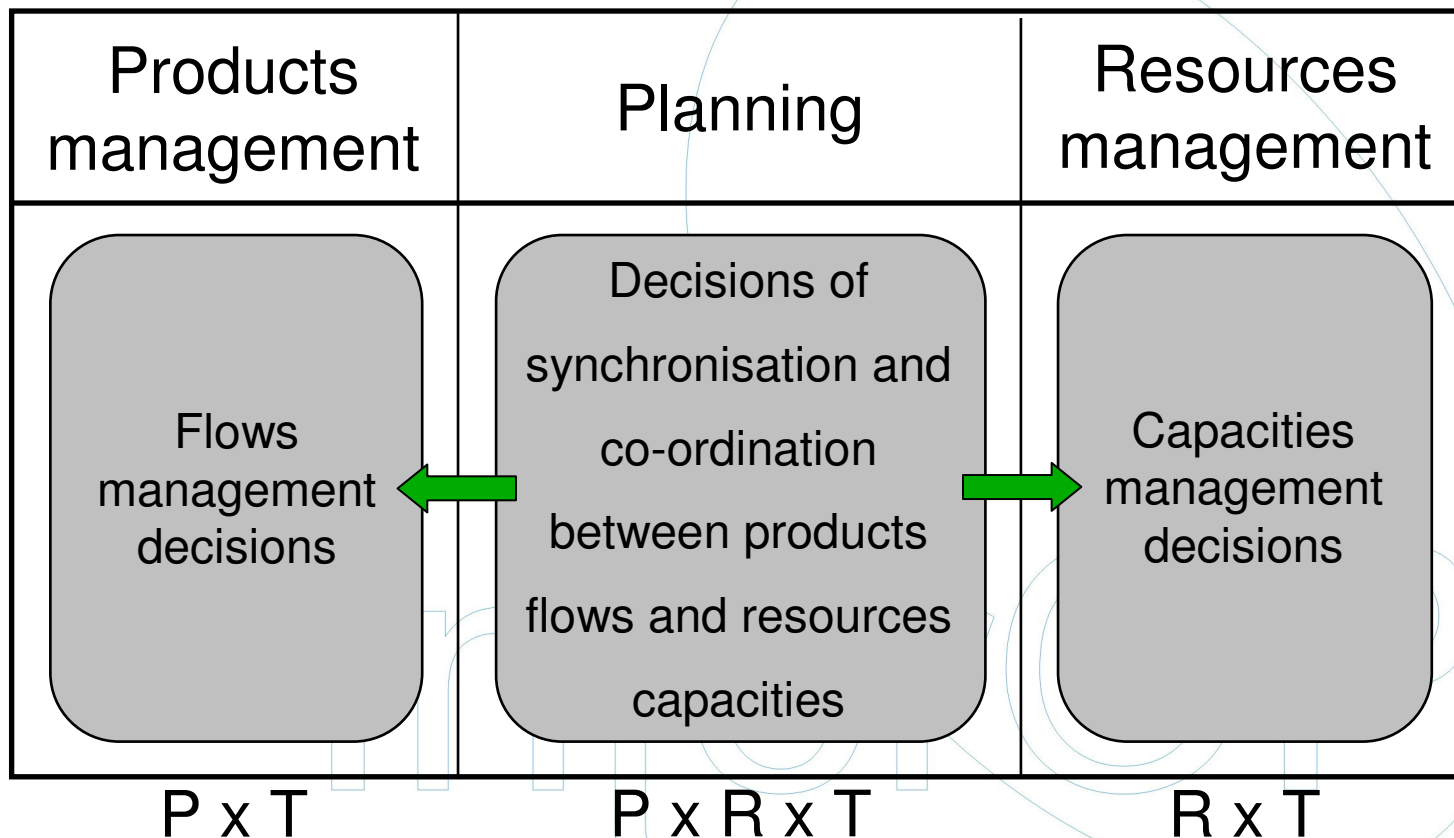 Products
management
Planning
Resources
management
Flows
management
decisions
Decisions of
synchronisation and
co-ordination
between products
flows and resources
capacities
Capacities
management
decisions
P x T
P x R x T
R x T